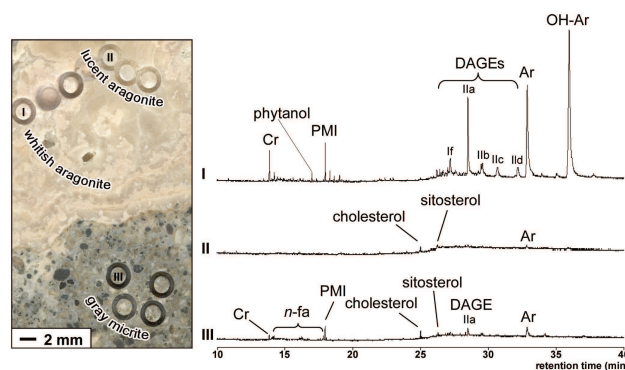 II
lucent aragonite
I
whitish aragonite
III
gray micrite
2 mm
OH-Ar
DAGEs
Ar
IIa
phytanol
PMI
Cr
If
IIb
IIc
IId
I
cholesterol
sitosterol
Ar
II
Cr
n-fa
PMI
cholesterol
sitosterol
DAGE
IIa
Ar
III
10 15 20 25 30 35 40
retention time (min